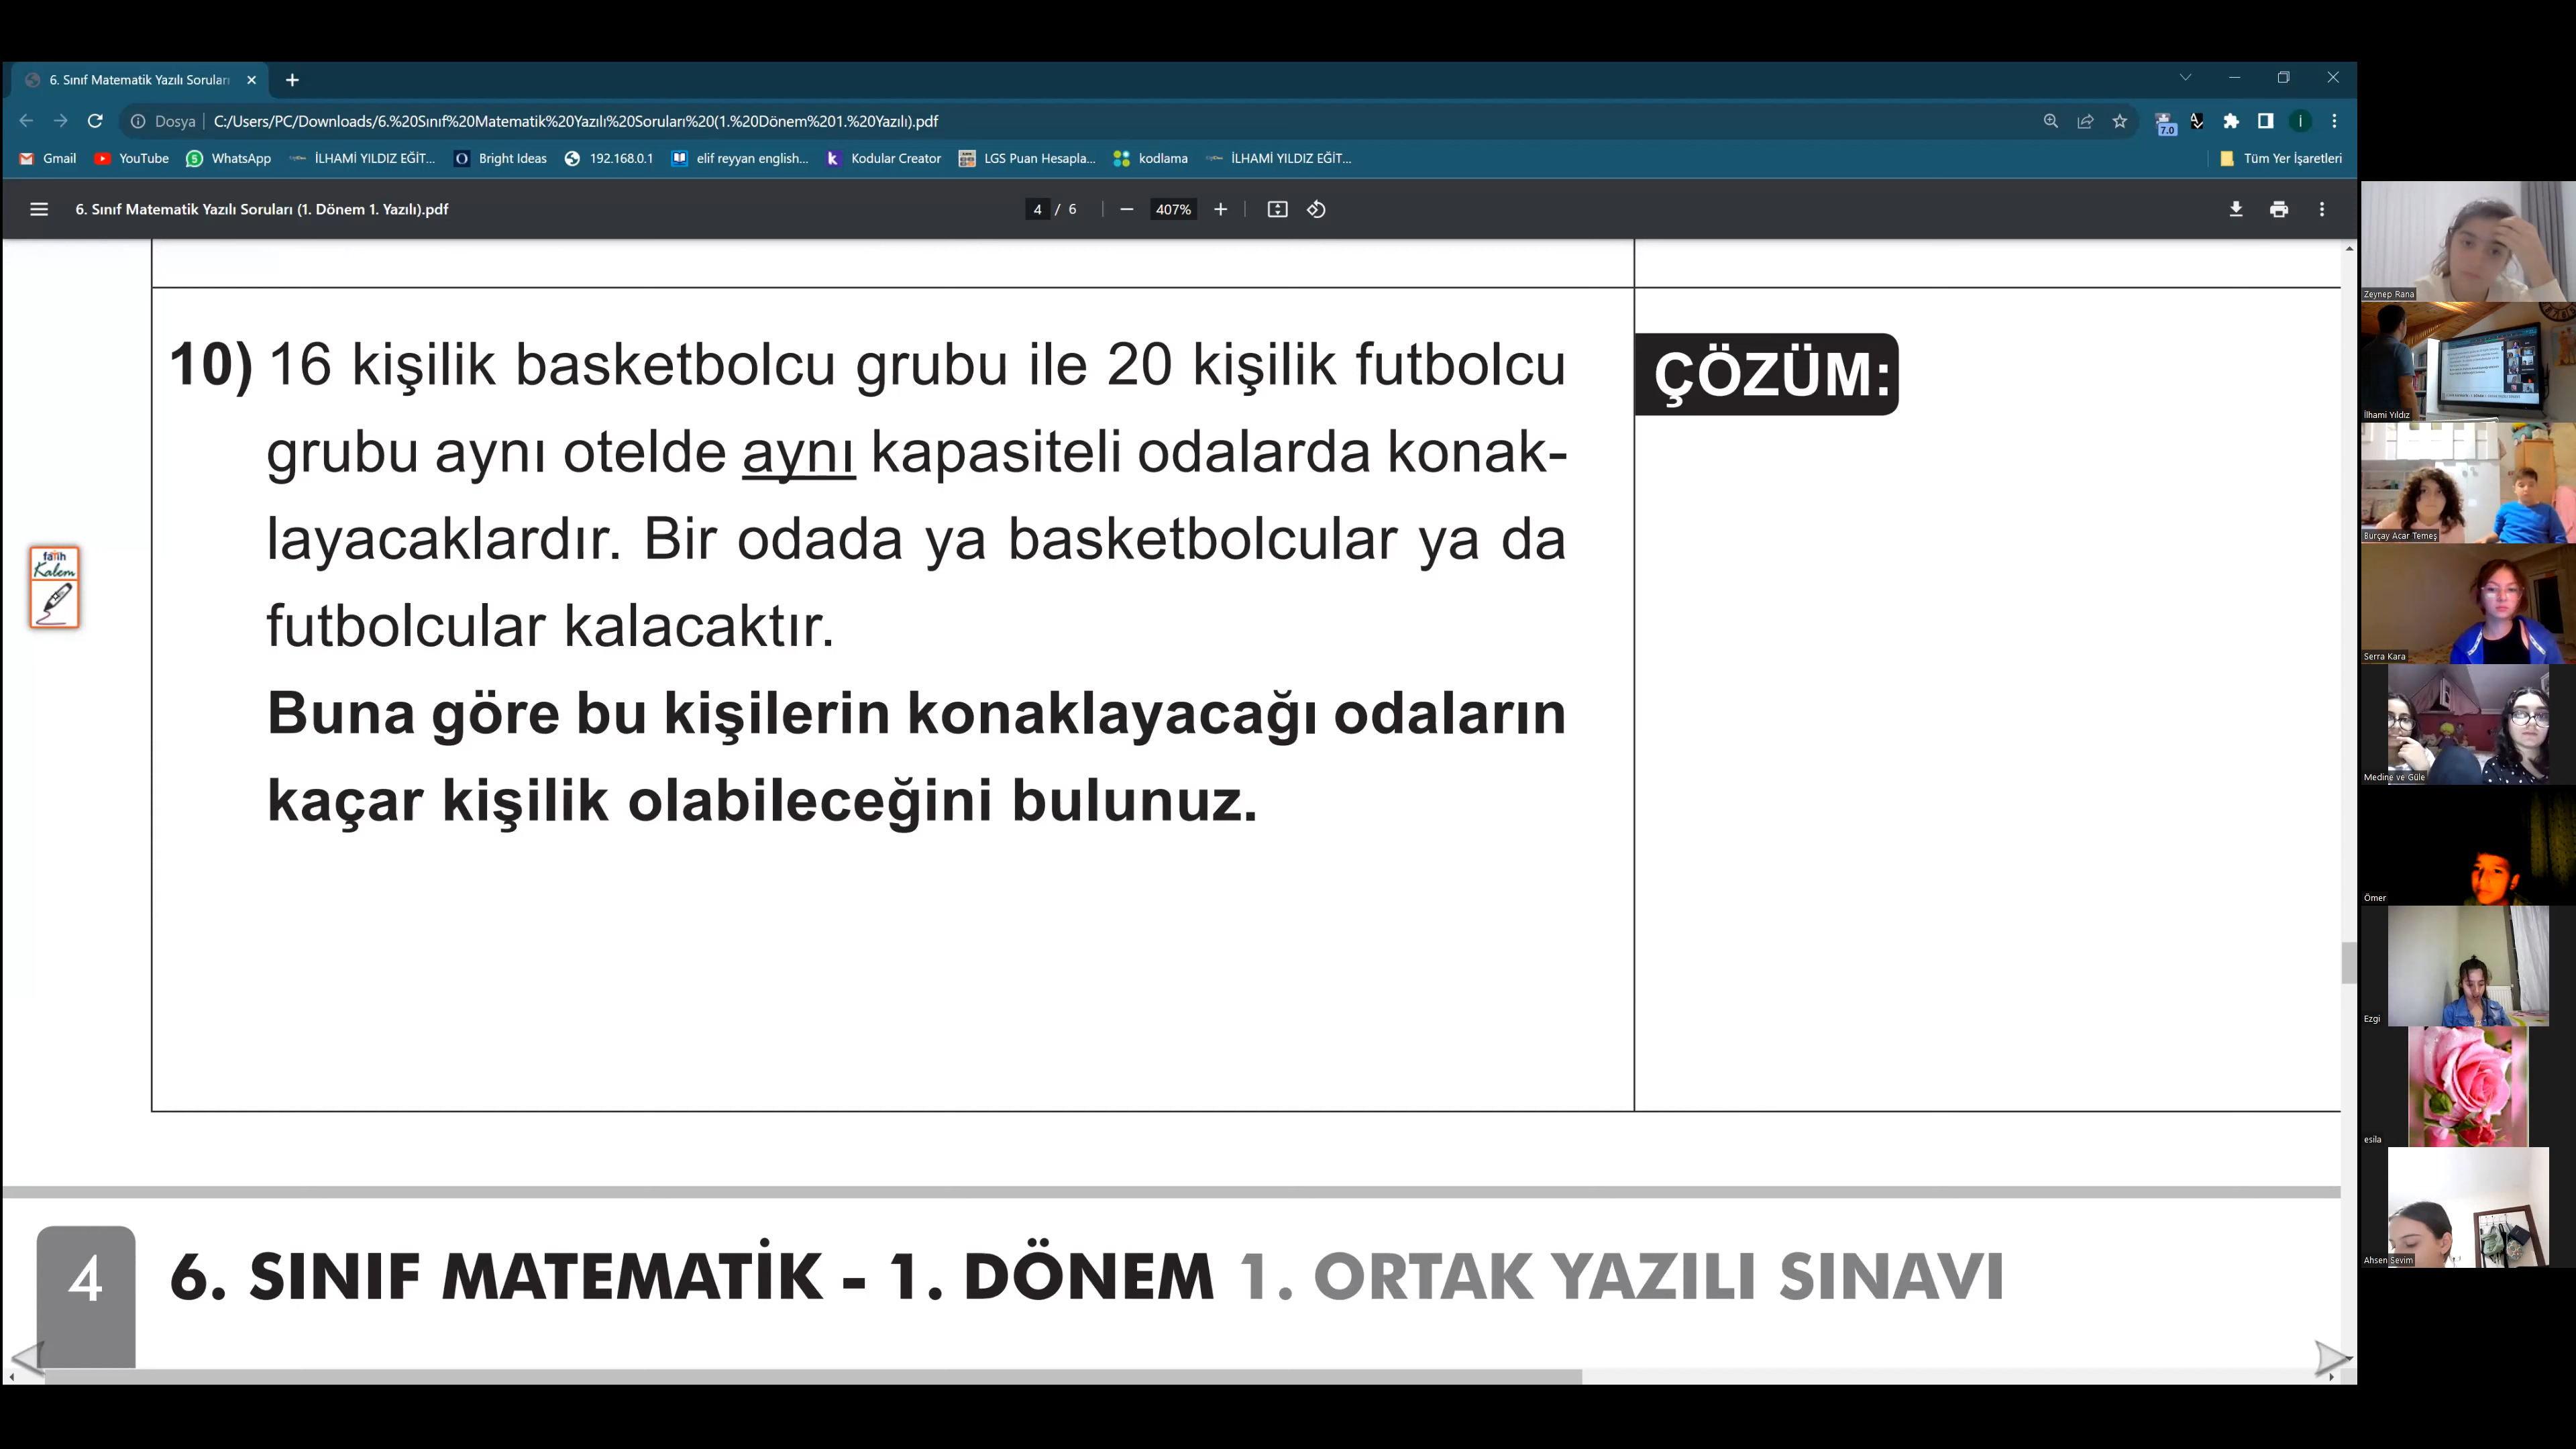 6. Sınıf Matematik Yazılı Soruları
Dosya
C:/Users/PC/Downloads/6.%20Sınıf%20Matematik%20Yazılı%20Soruları%20(1.%20Dönem%201.%20Yazılı).pdf
7.0
i
Gmail
YouTube
WhatsApp
İLHAMİ YILDIZ EĞİT...
Bright Ideas
192.168.0.1
elif reyyan english...
Kodular Creator
LGS Puan Hesapla...
kodlama
İLHAMİ YILDIZ EĞİT...
Tüm Yer İşaretleri
6. Sınıf Matematik Yazılı Soruları (1. Dönem 1. Yazılı).pdf
4 / 6
407%
10) 16 kişilik basketbolcu grubu ile 20 kişilik futbolcu
grubu aynı otelde aynı kapasiteli odalarda konak-
layacaklardır. Bir odada ya basketbolcular ya da
futbolcular kalacaktır.
Buna göre bu kişilerin konaklayacağı odaların
kaçar kişilik olabileceğini bulunuz.
ÇÖZÜM:
fatih
Kalem
4
6. SINIF MATEMATİK - 1. DÖNEM 1. ORTAK YAZILI SINAVI
Zeynep Rana
İlhami Yıldız
Burçay Acar Temeş
Serra Kara
Medine ve Güle
Ömer
Ezgi
esila
Ahsen Sevim